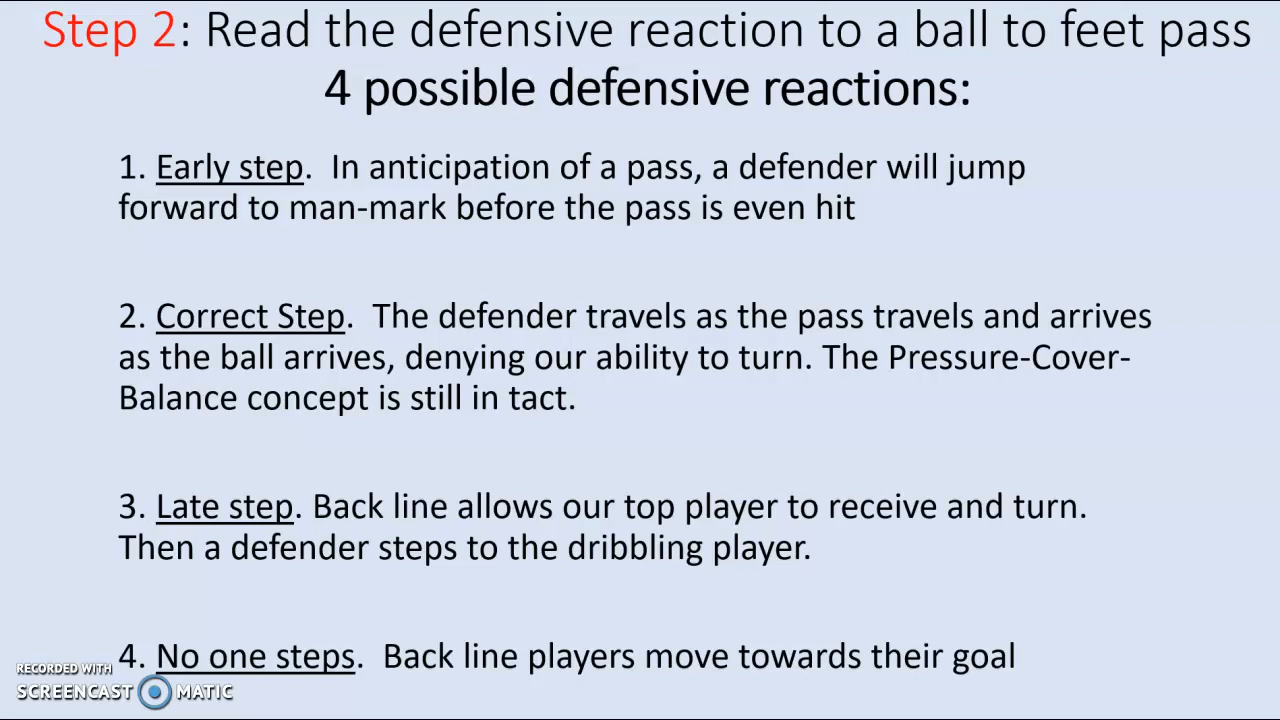 Step 2: Read the defensive reaction to a ball to feet pass
4 possible defensive reactions:
1. Early step.  In anticipation of a pass, a defender will jump
forward to man-mark before the pass is even hit
2. Correct Step.  The defender travels as the pass travels and arrives
as the ball arrives, denying our ability to turn. The Pressure-Cover-
Balance concept is still in tact.
3. Late step. Back line allows our top player to receive and turn.
Then a defender steps to the dribbling player.
4. No one steps.  Back line players move towards their goal
RECORDED WITH
SCREENCAST MATIC